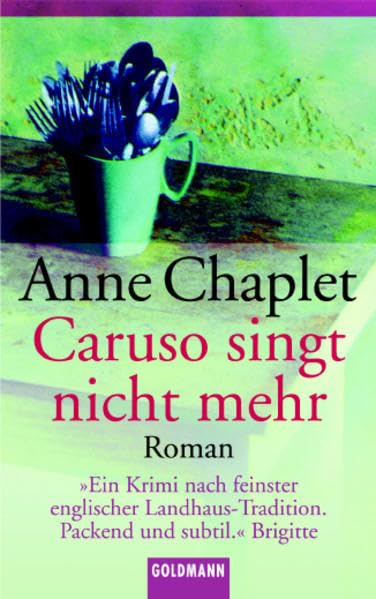 Anne Chaplet
Caruso singt
nicht mehr
Roman
»Ein Krimi nach feinster
englischer Landhaus-Tradition.
Packend und subtil.« Brigitte
GOLDMANN